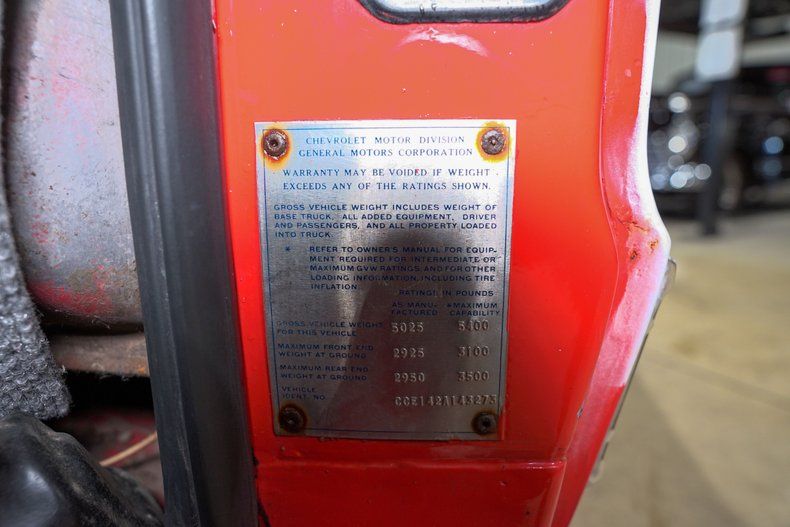 CHEVROLET MOTOR DIVISION
GENERAL MOTORS CORPORATION
WARRANTY MAY BE VOIDED IF WEIGHT
EXCEEDS ANY OF THE RATINGS SHOWN.
GROSS VEHICLE WEIGHT INCLUDES WEIGHT OF
BASE TRUCK, ALL ADDED EQUIPMENT, DRIVER
AND PASSENGERS, AND ALL PROPERTY LOADED
INTO TRUCK.
* REFER TO OWNER'S MANUAL FOR EQUIP-
MENT REQUIRED FOR INTERMEDIATE OR
MAXIMUM GVW RATINGS AND FOR OTHER
LOADING INFORMATION, INCLUDING TIRE
INFLATION.
RATINGS IN POUNDS
AS MANU- *MAXIMUM
FACTURED CAPABILITY
GROSS VEHICLE WEIGHT
FOR THIS VEHICLE 5025 5400
MAXIMUM FRONT END
WEIGHT AT GROUND 2925 3100
MAXIMUM REAR END
WEIGHT AT GROUND 2950 3500
VEHICLE
IDENT. NO. CCE142A143273